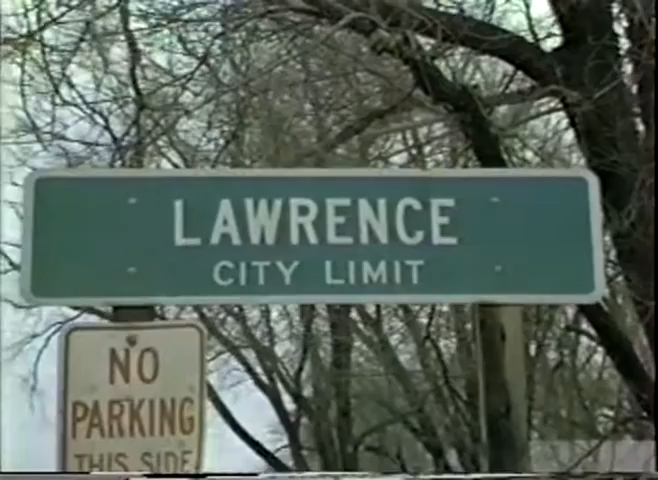 LAWRENCE
CITY LIMIT
NO
PARKING
THIS SIDE